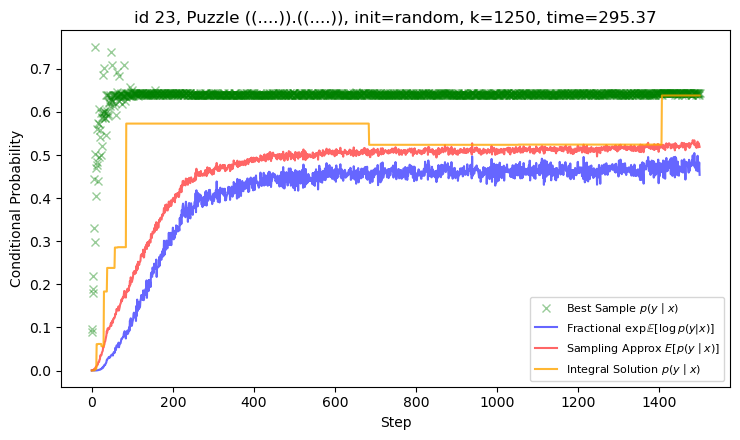 id 23, Puzzle ((....)).((....)), init=random, k=1250, time=295.37
Conditional Probability
0.7
0.6
0.5
0.4
0.3
0.2
0.1
0.0
Best Sample p(y | x)
Fractional exp𝔼[log p(y|x)]
Sampling Approx E[p(y | x)]
Integral Solution p(y | x)
0 200 400 600 800 1000 1200 1400
Step